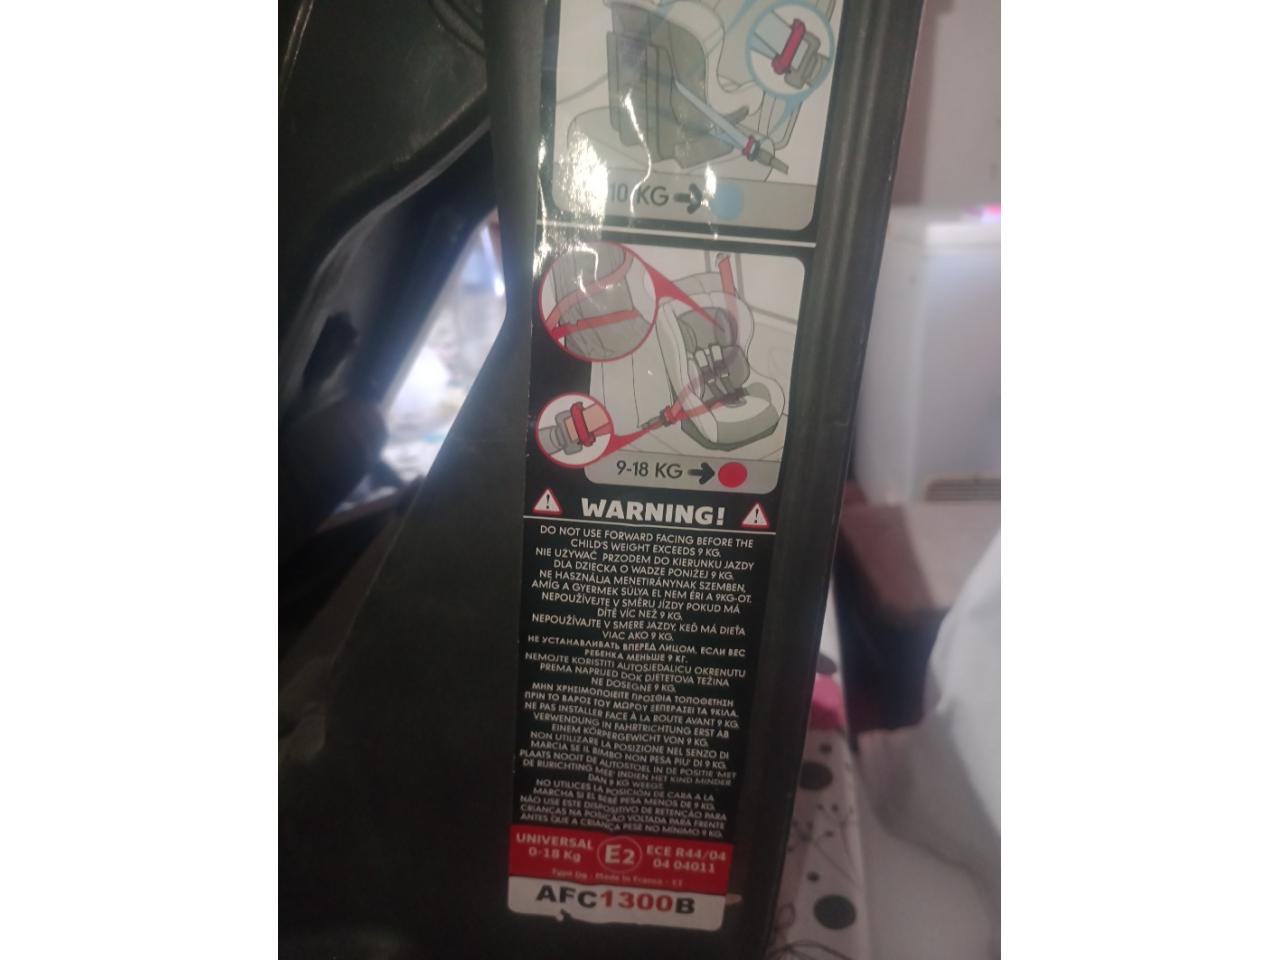 10 KG
9-18 KG
WARNING!
DO NOT USE FORWARD FACING BEFORE THE
CHILD'S WEIGHT EXCEEDS 9 KG.
NIE UŻYWAĆ PRZODEM DO KIERUNKU JAZDY
DLA DZIECKA O WADZE PONIŻEJ 9 KG.
NE HASZNÁLJA MENETIRÁNYNAK SZEMBEN,
AMÍG A GYERMEK SÚLYA EL NEM ÉRI A 9KG-OT.
NEPOUŽÍVEJTE V SMĚRU JÍZDY POKUD MÁ
DÍTĚ VÍC NEŽ 9 KG.
NEPOUŽÍVAJTE V SMERE JAZDY, KEĎ MÁ DIEŤA
VIAC AKO 9 KG.
НЕ УСТАНАВЛИВАТЬ ВПЕРЕД ЛИЦОМ, ЕСЛИ ВЕС
РЕБЕНКА МЕНЬШЕ 9 КГ.
NEMOJTE KORISTITI AUTOSJEDALICU OKRENUTU
PREMA NAPRIJED DOK DJETETOVA TEŽINA
NE DOSEGNE 9 KG.
ΜΗΝ ΧΡΗΣΙΜΟΠΟΙΕΙΤΕ ΠΡΟΣΘΙΑ ΤΟΠΟΘΕΤΗΣΗ
ΠΡΙΝ ΤΟ ΒΑΡΟΣ ΤΟΥ ΜΩΡΟΥ ΞΕΠΕΡΑΣΕΙ ΤΑ 9ΚΙΛΑ.
NE PAS INSTALLER FACE À LA ROUTE AVANT 9 KG.
VERWENDUNG IN FAHRTRICHTUNG ERST AB
EINEM KÖRPERGEWICHT VON 9 KG.
NON UTILIZARE LA POSIZIONE NEL SENZO DI
MARCIA SE IL BIMBO NON PESA PIU' DI 9 KG.
PLAATS NOOIT DE AUTOSTOEL IN DE POSITIE 'MET
DE RIJRICHTING MEE' INDIEN HET KIND MINDER
DAN 9 KG WEEGT.
NO UTILICES LA POSICIÓN DE CARA A LA
MARCHA SI EL BEBÉ PESA MENOS DE 9 KG.
NÃO USE ESTE DISPOSITIVO DE RETENÇÃO PARA
CRIANÇAS NA POSIÇÃO VOLTADA PARA FRENTE
ANTES QUE A CRIANÇA PESE NO MÍNIMO 9 KG.
UNIVERSAL
0-18 Kg
E2
ECE R44/04
04 04011
Made in France
AFC1300B